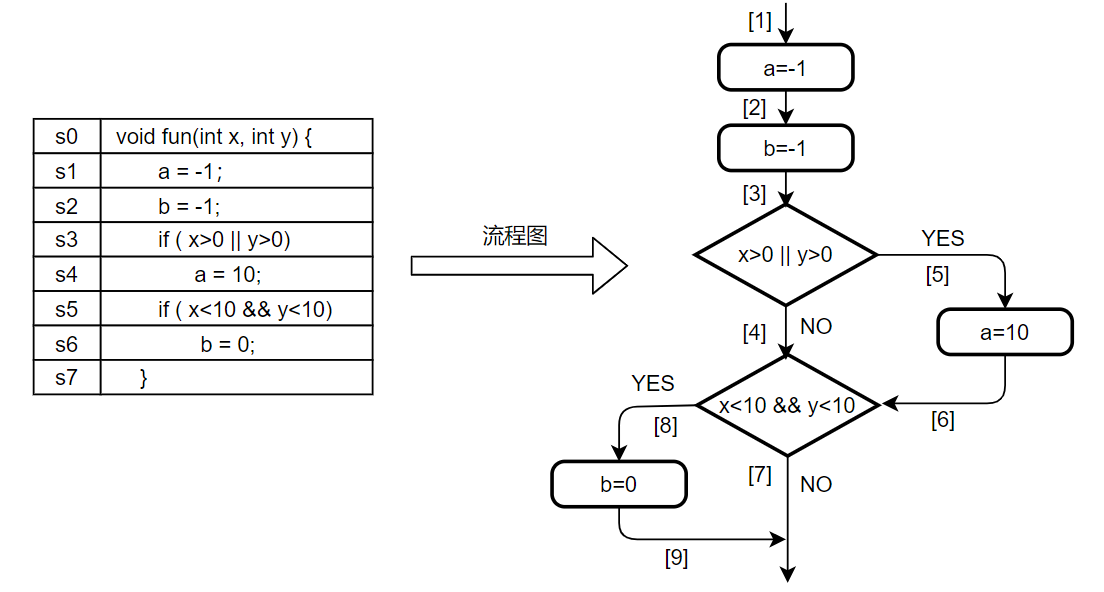 s0 void fun(int x, int y) {
s1 a = -1;
s2 b = -1;
s3 if ( x>0 || y>0)
s4 a = 10;
s5 if ( x<10 && y<10)
s6 b = 0;
s7 }
流程图
[1]
a=-1
[2]
b=-1
[3]
x>0 || y>0
YES
[5]
a=10
[4]
NO
[6]
x<10 && y<10
YES
[8]
b=0
[7]
NO
[9]